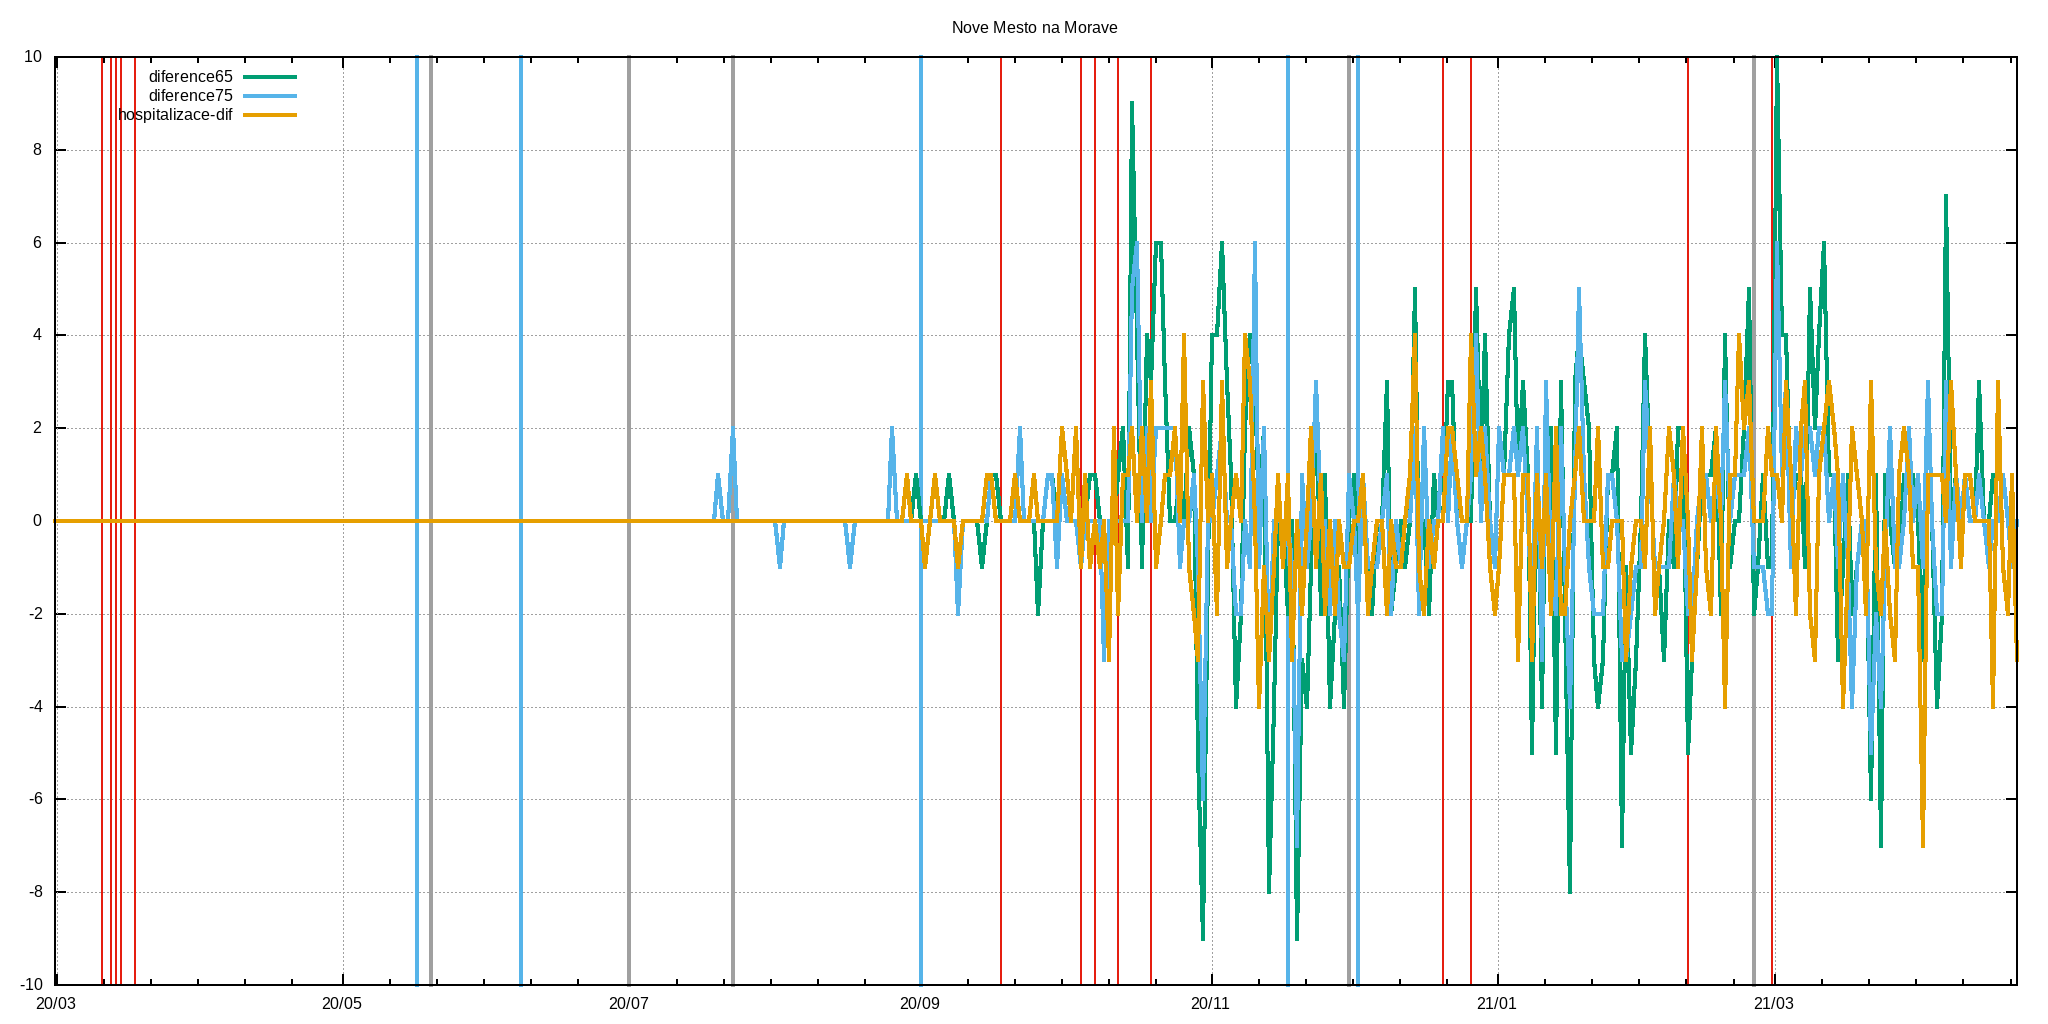 Nove Mesto na Morave
10
8
6
4
2
0
-2
-4
-6
-8
-10
diference65
diference75
hospitalizace-dif
20/03 20/05 20/07 20/09 20/11 21/01 21/03